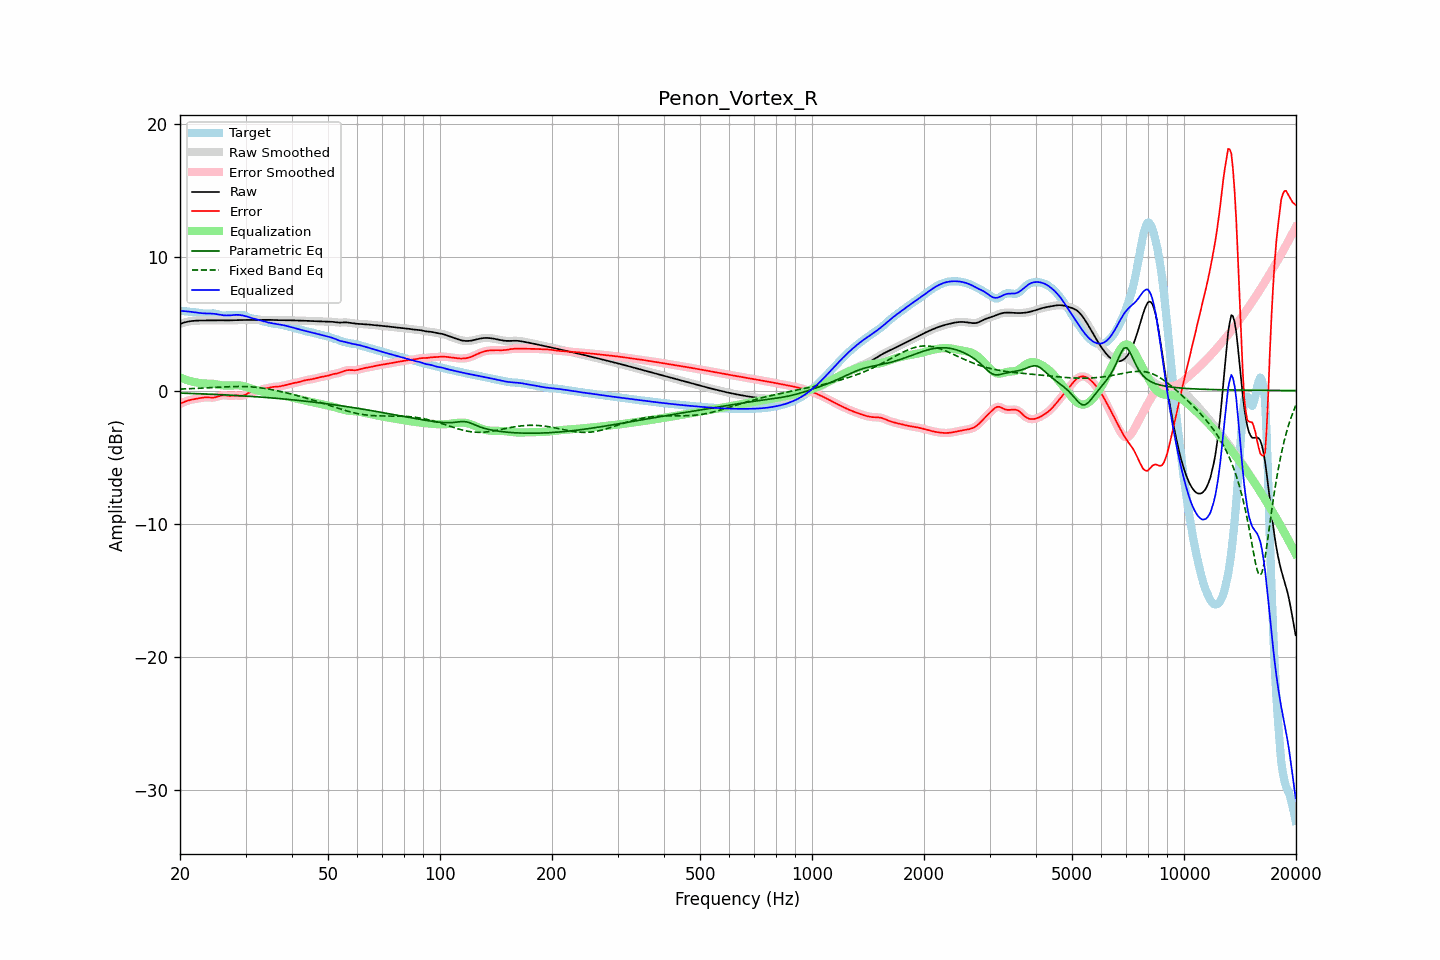 Penon_Vortex_R
Target
Raw Smoothed
Error Smoothed
Raw
Error
Equalization
Parametric Eq
Fixed Band Eq
Equalized
20
10
0
−10
−20
−30
Amplitude (dBr)
20 50 100 200 500 1000 2000 5000 10000 20000
Frequency (Hz)